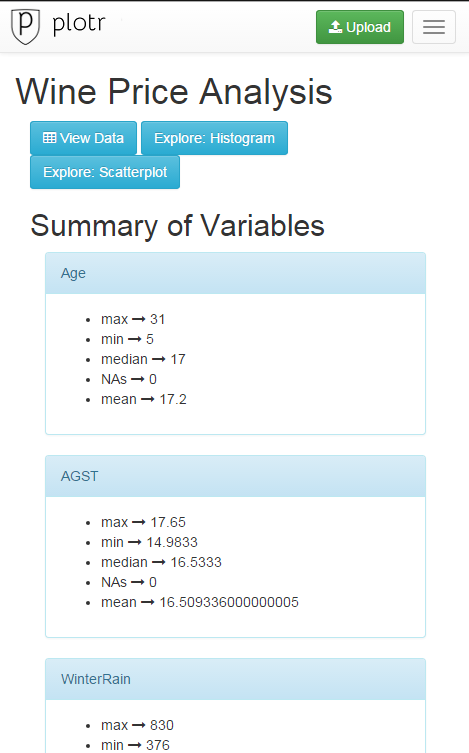 plotr
Upload
Wine Price Analysis
View Data
Explore: Histogram
Explore: Scatterplot
Summary of Variables
Age
max → 31
min → 5
median → 17
NAs → 0
mean → 17.2
AGST
max → 17.65
min → 14.9833
median → 16.5333
NAs → 0
mean → 16.509336000000005
WinterRain
max → 830
min → 376